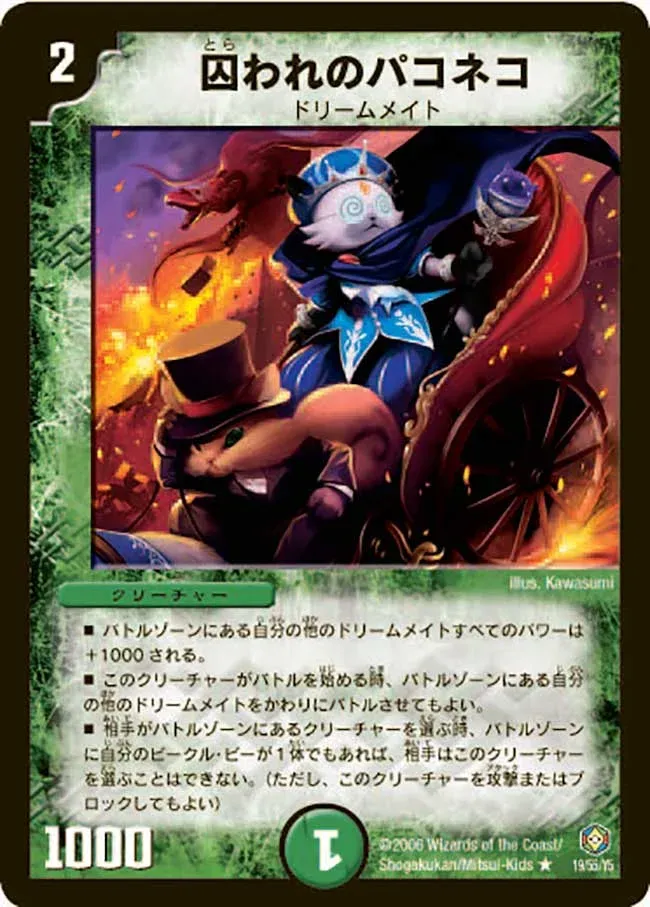 2
とら
囚われのパコネコ
ドリームメイト
illus. Kawasumi
クリーチャー
■ バトルゾーンにある自分の他のドリームメイトすべてのパワーは
+1000 される。
■ このクリーチャーがバトルを始める時、バトルゾーンにある自分
の他のドリームメイトをかわりにバトルさせてもよい。
■ 相手がバトルゾーンにあるクリーチャーを選ぶ時、バトルゾーン
に自分のピークル・ビーが1体でもあれば、相手はこのクリーチャー
を選ぶことはできない。(ただし、このクリーチャーを攻撃またはブ
ロックしてもよい)
1000
1
©2006 Wizards of the Coast/
Shogakukan/Mitsui-Kids ★
19/55/Y5